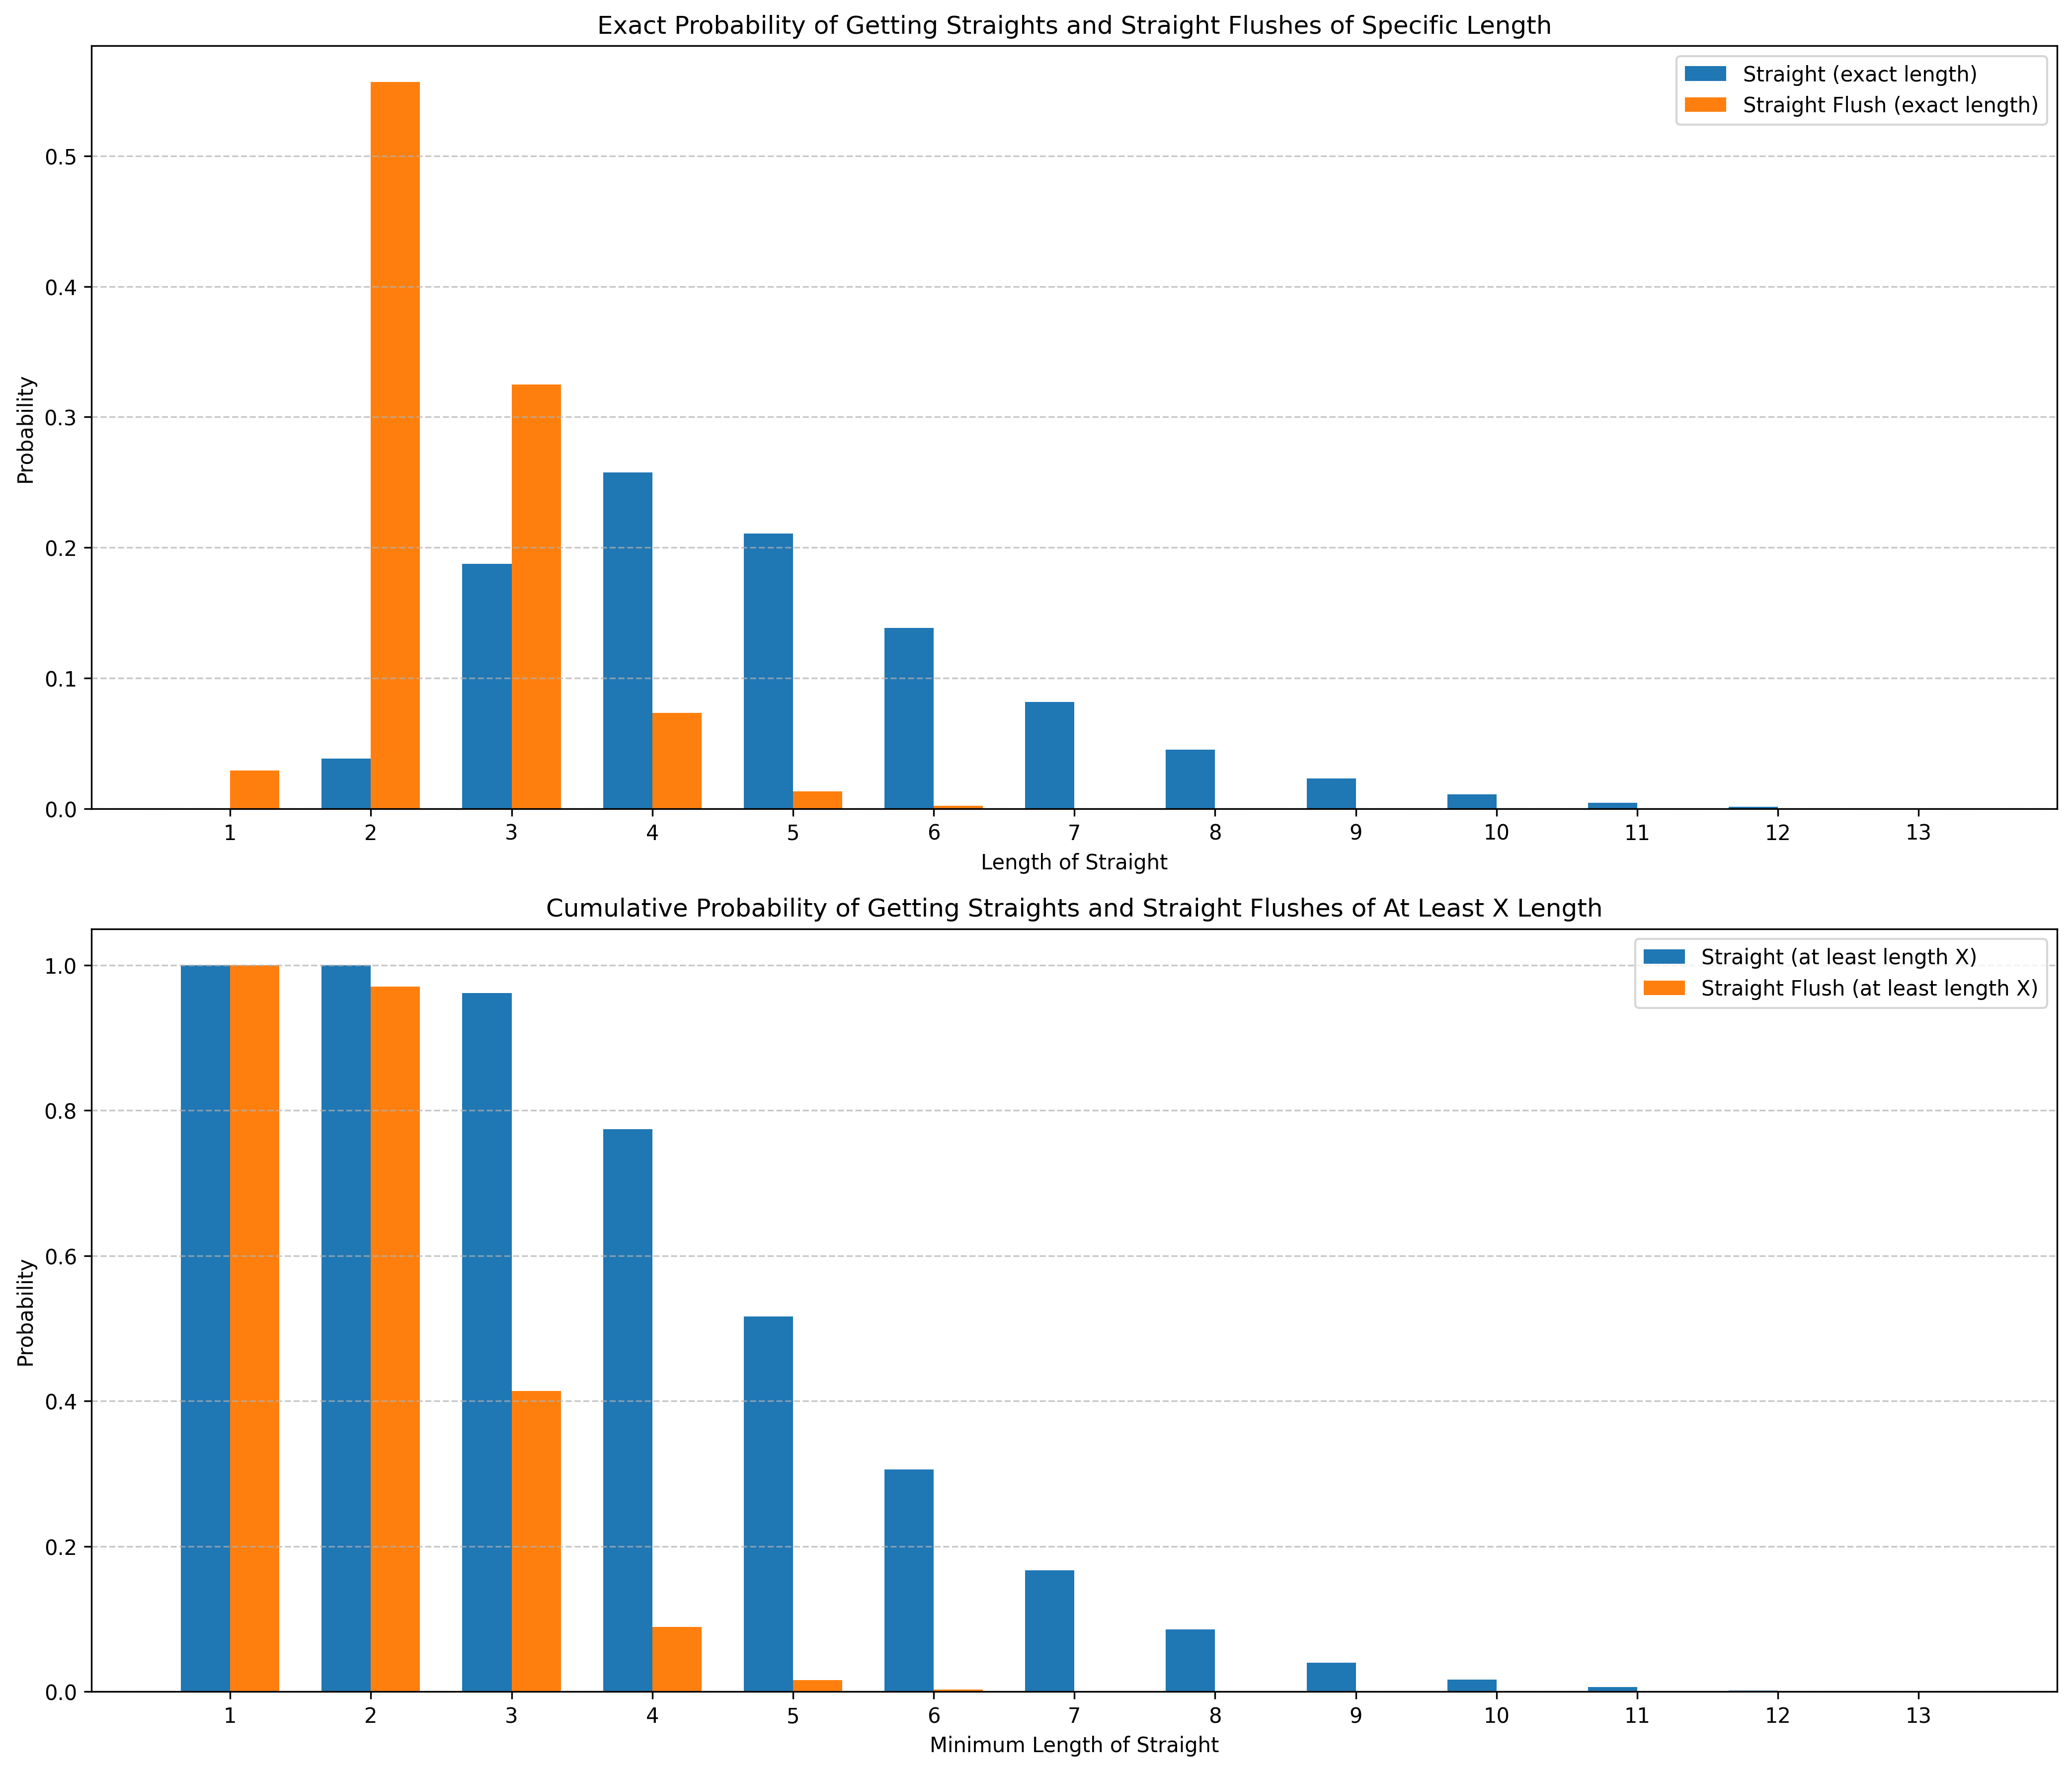 Exact Probability of Getting Straights and Straight Flushes of Specific Length
Straight (exact length)
Straight Flush (exact length)
Probability
0.5
0.4
0.3
0.2
0.1
0.0
1 2 3 4 5 6 7 8 9 10 11 12 13
Length of Straight
Cumulative Probability of Getting Straights and Straight Flushes of At Least X Length
Straight (at least length X)
Straight Flush (at least length X)
Probability
1.0
0.8
0.6
0.4
0.2
0.0
1 2 3 4 5 6 7 8 9 10 11 12 13
Minimum Length of Straight